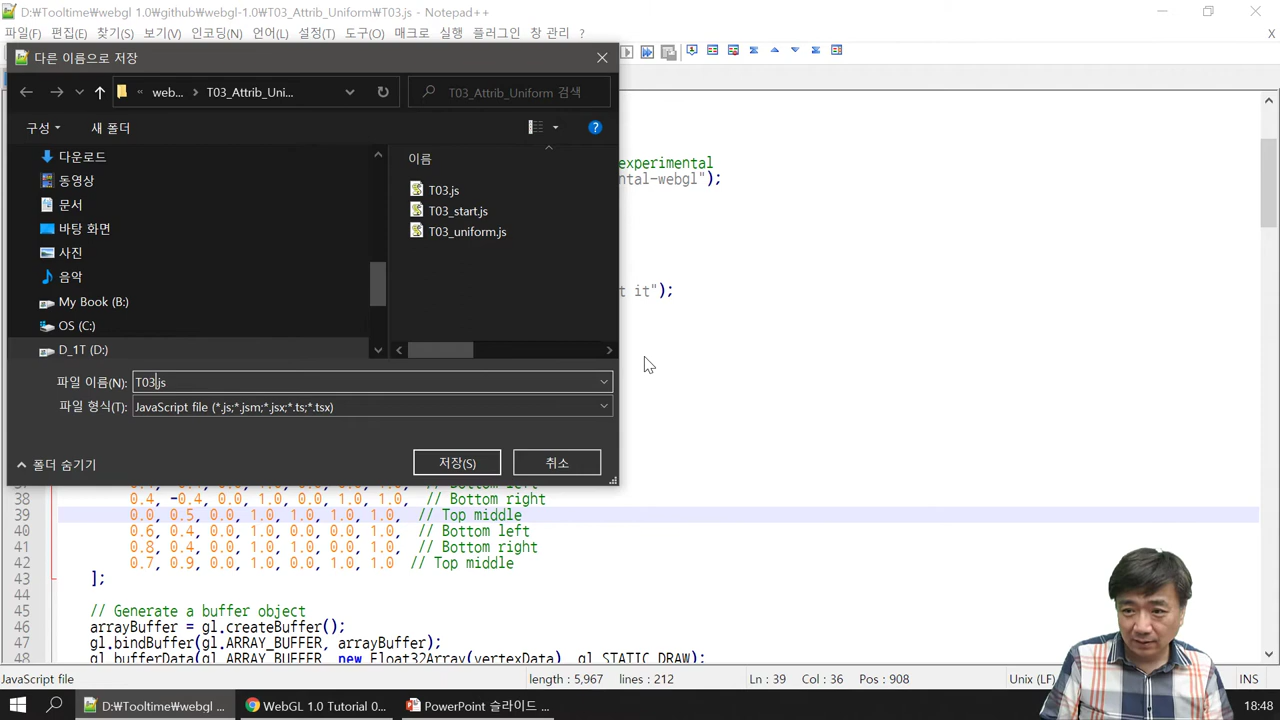 D:₩Tooltime₩webgl 1.0₩github₩webgl-1.0₩T03_Attrib_Uniform₩T03.js - Notepad++
파일(F) 편집(E) 찾기(S) 보기(V) 인코딩(N) 언어(L) 설정(T) 도구(O) 매크로 실행 플러그인 창 관리 ? X
다른 이름으로 저장
« web... › T03_Attrib_Uni...
T03_Attrib_Uniform 검색
구성 새 폴더
다운로드
동영상
문서
바탕 화면
사진
음악
My Book (B:)
OS (C:)
D_1T (D:)
이름
T03.js
T03_start.js
T03_uniform.js
파일 이름(N): T03.js
파일 형식(T): JavaScript file (*.js;*.jsm;*.jsx;*.ts;*.tsx)
폴더 숨기기
저장(S) 취소
experimental
ntal-webgl");
t it");
38 0.4, -0.4, 0.0, 1.0, 0.0, 1.0, 1.0, // Bottom right
39 0.0, 0.5, 0.0, 1.0, 1.0, 1.0, 1.0, // Top middle
40 0.6, 0.4, 0.0, 1.0, 0.0, 0.0, 1.0, // Bottom left
41 0.8, 0.4, 0.0, 1.0, 1.0, 0.0, 1.0, // Bottom right
42 0.7, 0.9, 0.0, 1.0, 0.0, 1.0, 1.0 // Top middle
43 ];
44
45 // Generate a buffer object
46 arrayBuffer = gl.createBuffer();
47 gl.bindBuffer(gl.ARRAY_BUFFER, arrayBuffer);
48 gl.bufferData(gl.ARRAY_BUFFER, new Float32Array(vertexData), gl.STATIC_DRAW);
JavaScript file length : 5,967 lines : 212 Ln : 39 Col : 36 Pos : 908 Unix (LF) INS
D:₩Tooltime₩webgl ... WebGL 1.0 Tutorial 0... PowerPoint 슬라이드 ... 18:48